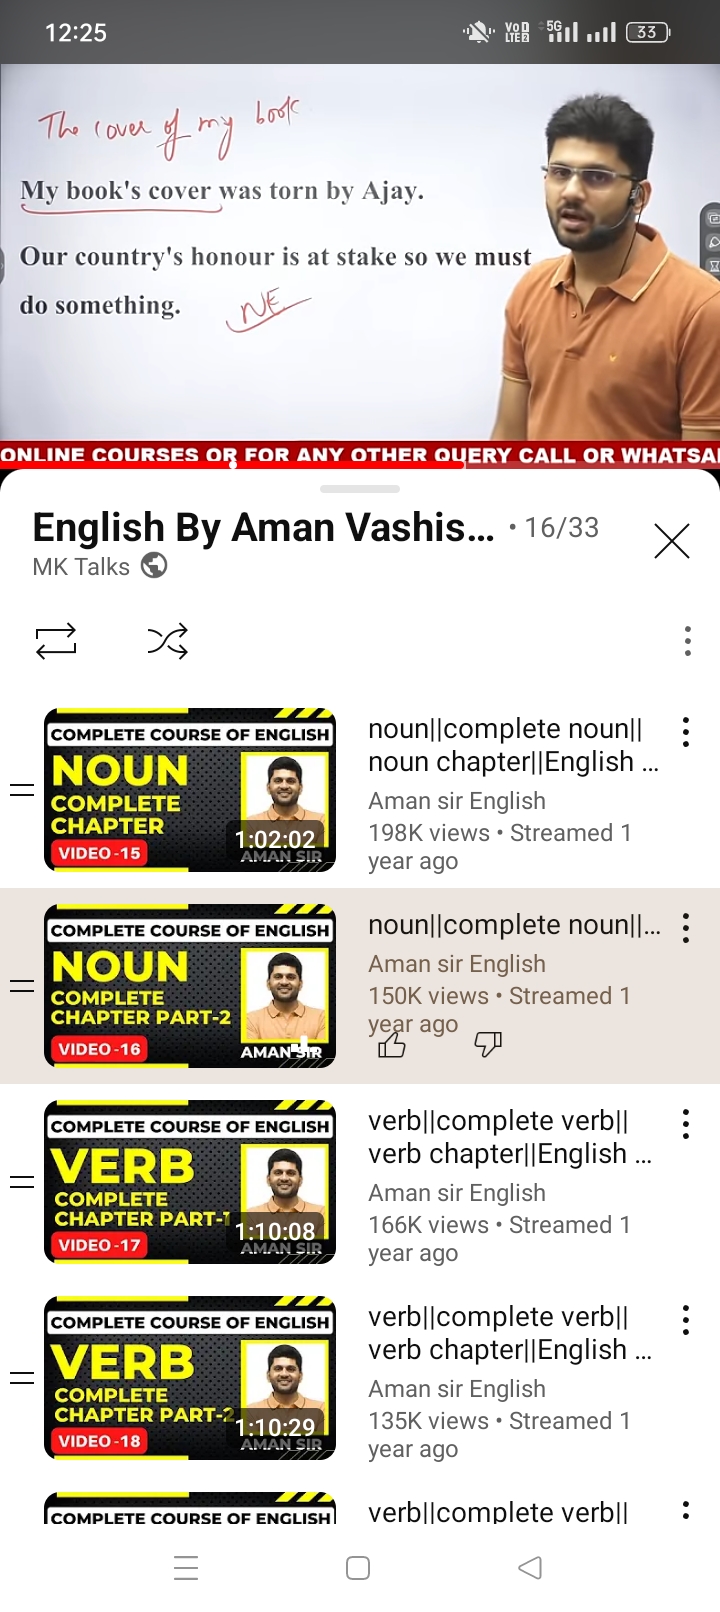 12:25
VoD
LTE2
5G
33
The cover of my book
My book's cover was torn by Ajay.
Our country's honour is at stake so we must
do something.
NE
ONLINE COURSES OR FOR ANY OTHER QUERY CALL OR WHATSA
English By Aman Vashis... • 16/33
MK Talks
COMPLETE COURSE OF ENGLISH
NOUN
COMPLETE
CHAPTER
VIDEO -15
1:02:02
AMAN SIR
noun||complete noun||
noun chapter||English ...
Aman sir English
198K views • Streamed 1
year ago
COMPLETE COURSE OF ENGLISH
NOUN
COMPLETE
CHAPTER PART-2
VIDEO -16
AMAN SIR
noun||complete noun||...
Aman sir English
150K views • Streamed 1
year ago
COMPLETE COURSE OF ENGLISH
VERB
COMPLETE
CHAPTER PART-1
VIDEO -17
1:10:08
AMAN SIR
verb||complete verb||
verb chapter||English ...
Aman sir English
166K views • Streamed 1
year ago
COMPLETE COURSE OF ENGLISH
VERB
COMPLETE
CHAPTER PART-2
VIDEO -18
1:10:29
AMAN SIR
verb||complete verb||
verb chapter||English ...
Aman sir English
135K views • Streamed 1
year ago
COMPLETE COURSE OF ENGLISH
verb||complete verb||